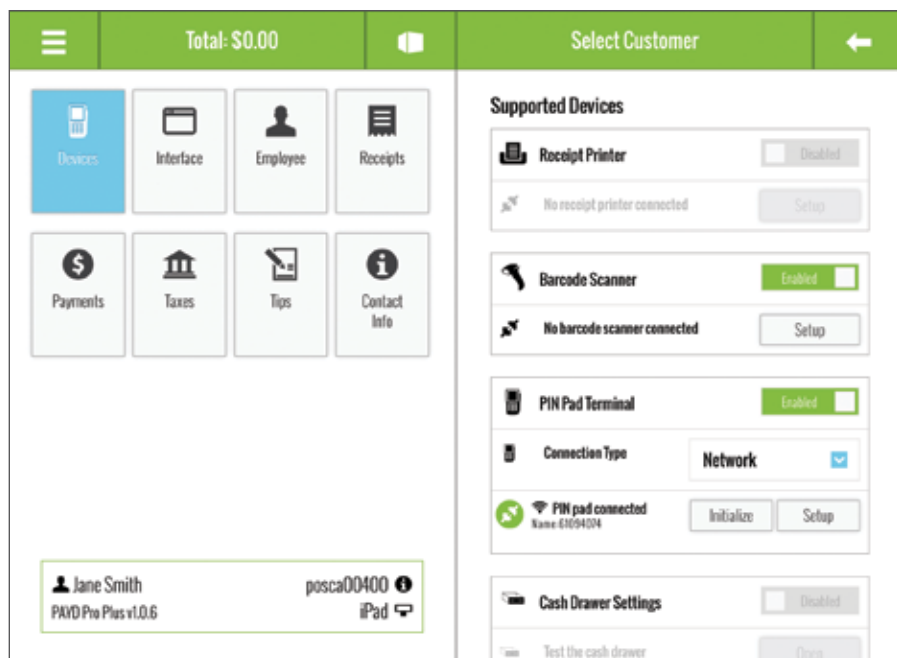 Total: $0.00
Select Customer
Devices
Interface
Employee
Receipts
Payments
Taxes
Tips
Contact
Info
Jane Smith
posca00400
PAYD Pro Plus v1.0.6
iPad
Supported Devices
Receipt Printer
Disabled
No receipt printer connected
Setup
Barcode Scanner
Enabled
No barcode scanner connected
Setup
PIN Pad Terminal
Enabled
Connection Type
Network
PIN pad connected
Name:61094074
Initialize
Setup
Cash Drawer Settings
Disabled
Test the cash drawer
Open